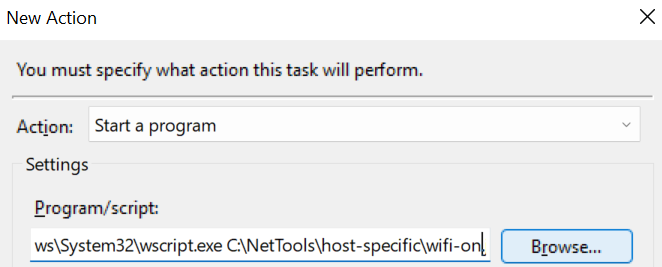 New Action
You must specify what action this task will perform.
Action: Start a program
Settings
Program/script:
ws\System32\wscript.exe C:\NetTools\host-specific\wifi-on. Browse...